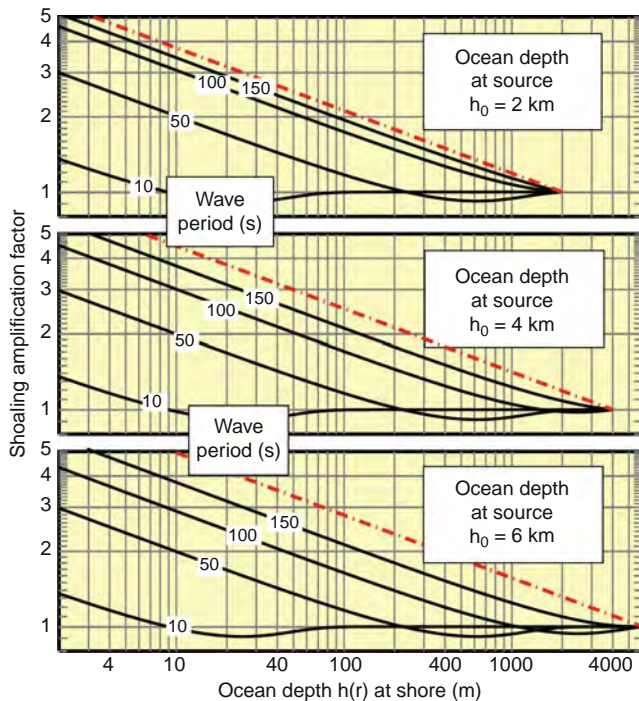 Shoaling amplification factor
5
4
3
2
1
100
150
50
10
Ocean depth
at source
h₀ = 2 km
Wave
period (s)
5
4
3
2
1
150
100
50
10
Ocean depth
at source
h₀ = 4 km
Wave
period (s)
5
4
3
2
1
150
100
50
10
Ocean depth
at source
h₀ = 6 km
4 10 20 40 100 200 400 1000 4000
Ocean depth h(r) at shore (m)